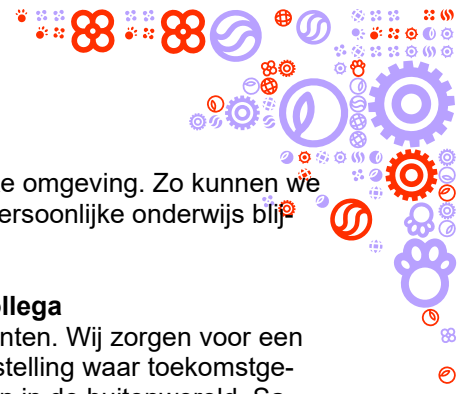 e omgeving. Zo kunnen we
ersoonlijke onderwijs blij-
llega
nten. Wij zorgen voor een
stelling waar toekomstge-